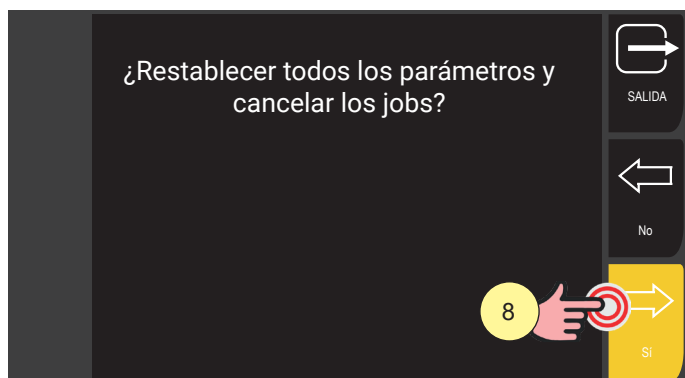 ¿Restablecer todos los parámetros y
cancelar los jobs?
SALIDA
No
8
Sí